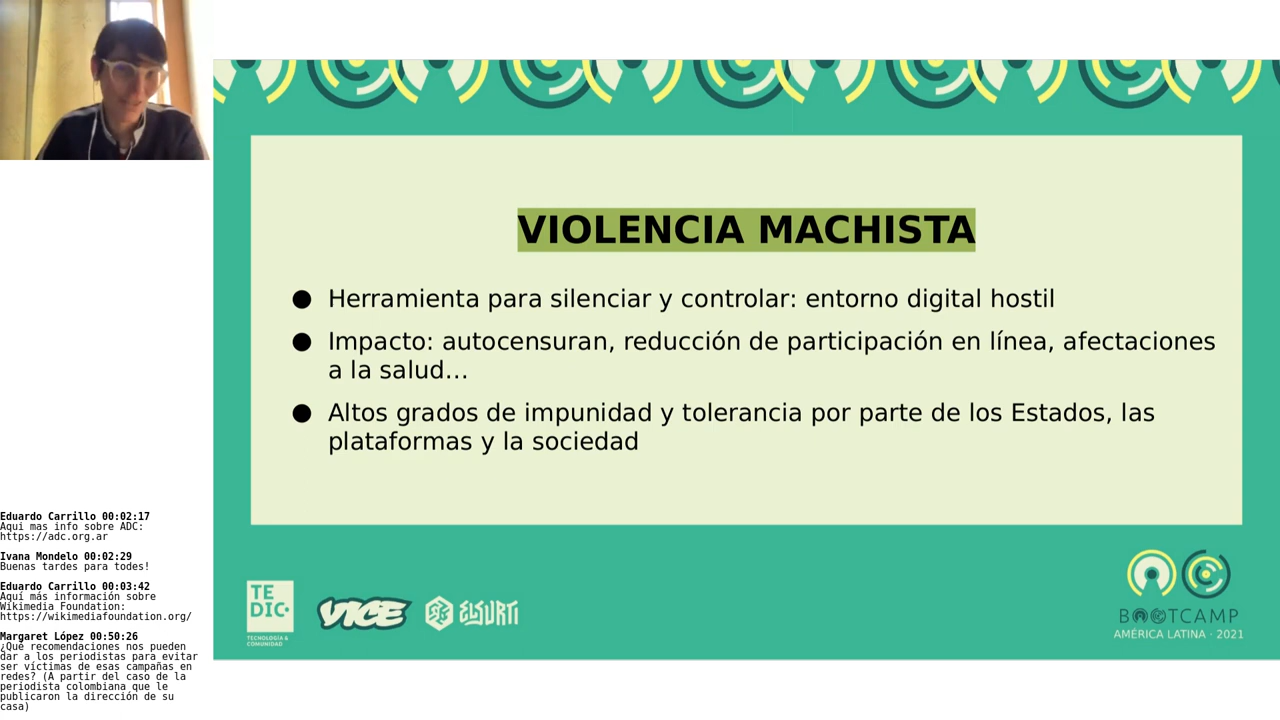 VIOLENCIA MACHISTA
● Herramienta para silenciar y controlar: entorno digital hostil
● Impacto: autocensuran, reducción de participación en línea, afectaciones
a la salud...
● Altos grados de impunidad y tolerancia por parte de los Estados, las
plataformas y la sociedad
Eduardo Carrillo 00:02:17
Aqui mas info sobre ADC:
https://adc.org.ar
Ivana Mondelo 00:02:29
Buenas tardes para todes!
Eduardo Carrillo 00:03:42
Aquí más información sobre
Wikimedia Foundation:
https://wikimediafoundation.org/
Margaret López 00:50:26
¿Qué recomendaciones nos pueden
dar a los periodistas para evitar
ser víctimas de esas campañas en
redes? (A partir del caso de la
periodista colombiana que le
publicaron la dirección de su
casa)
TE
DIC
TECNOLOGÍA &
COMUNIDAD
VICE
ELSURTI
BOOTCAMP
AMÉRICA LATINA · 2021